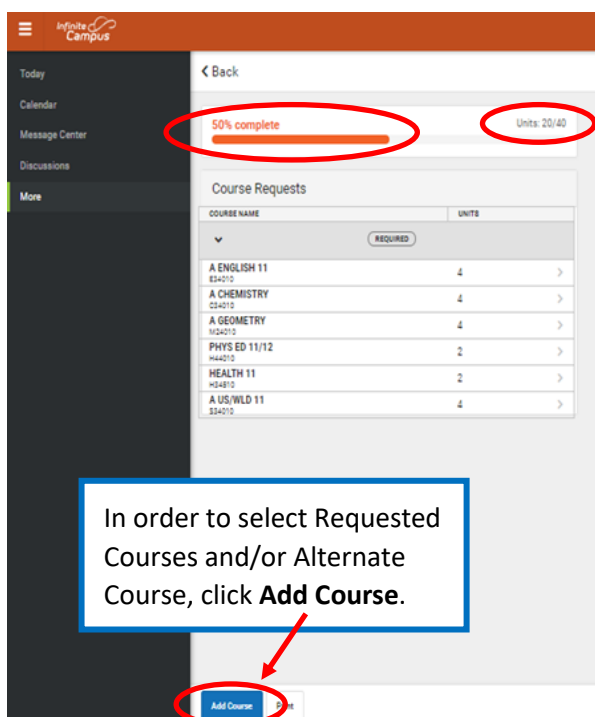 Infinite
Campus
Today
Calendar
Message Center
Discussions
More
Back
50% complete
Units: 20/40
Course Requests
COURSE NAME UNITS
REQUIRED
A ENGLISH 11 4
E34010
A CHEMISTRY 4
C34010
A GEOMETRY 4
M24010
PHYS ED 11/12 2
H44010
HEALTH 11 2
H34810
A US/WLD 11 4
S34010
In order to select Requested
Courses and/or Alternate
Course, click Add Course.
Add Course Print